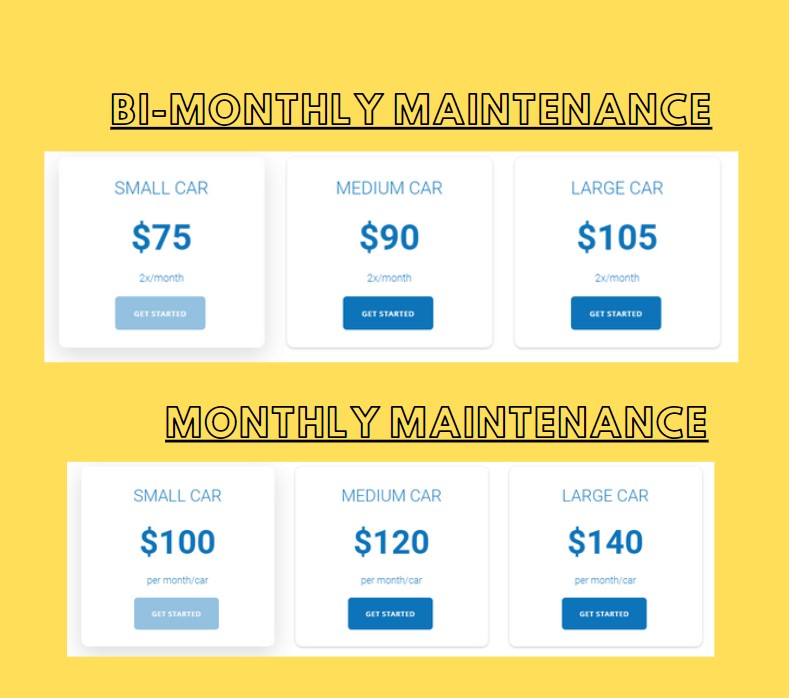 BI-MONTHLY MAINTENANCE
SMALL CAR
$75
2x/month
GET STARTED
MEDIUM CAR
$90
2x/month
GET STARTED
LARGE CAR
$105
2x/month
GET STARTED
MONTHLY MAINTENANCE
SMALL CAR
$100
per month/car
GET STARTED
MEDIUM CAR
$120
per month/car
GET STARTED
LARGE CAR
$140
per month/car
GET STARTED